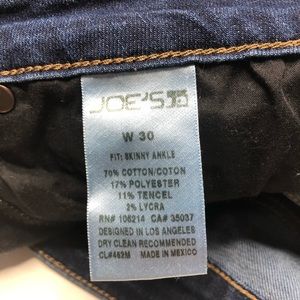 JOE'S
W 30
FIT: SKINNY ANKLE
70% COTTON/COTON
17% POLYESTER
11% TENCEL
2% LYCRA
RN# 106214 CA# 35037
DESIGNED IN LOS ANGELES
DRY CLEAN RECOMMENDED
CL#462M MADE IN MEXICO